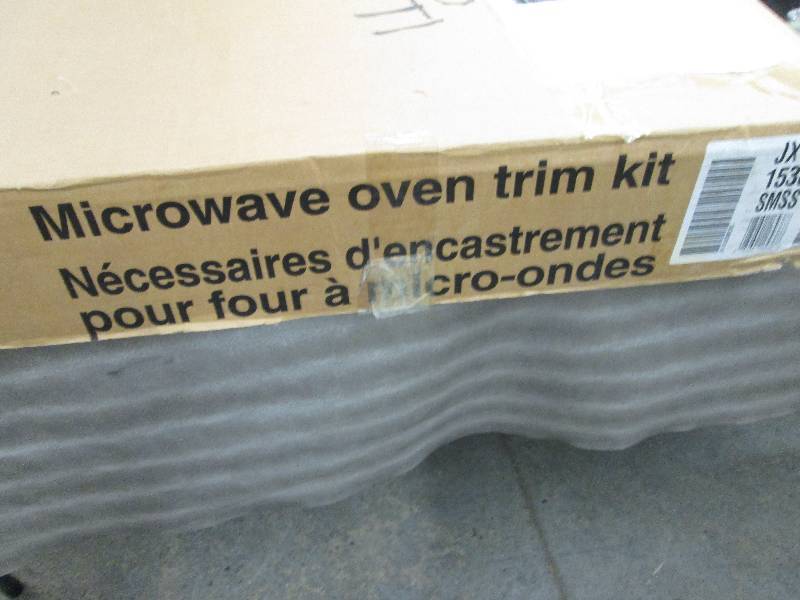 Microwave oven trim kit
Nécessaires d'encastrement
pour four à micro-ondes
JX
153
SMSS